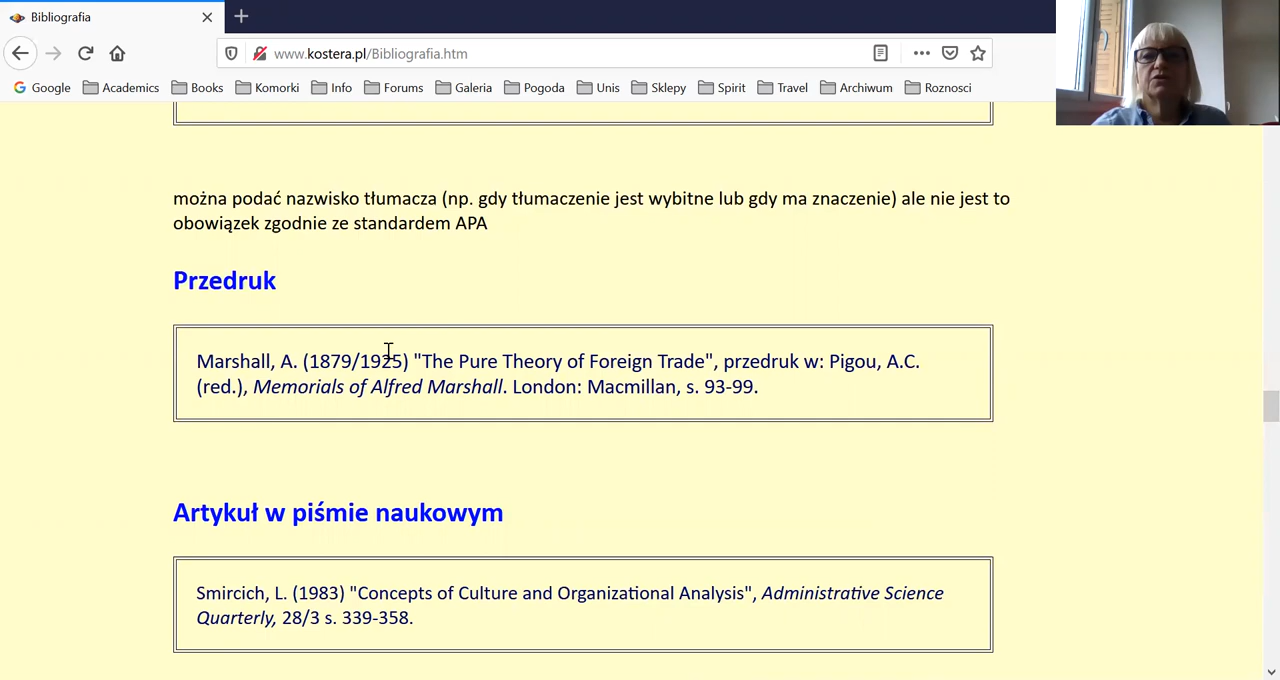 Bibliografia
www.kostera.pl/Bibliografia.htm
Google Academics Books Komorki Info Forums Galeria Pogoda Unis Sklepy Spirit Travel Archiwum Roznosci
można podać nazwisko tłumacza (np. gdy tłumaczenie jest wybitne lub gdy ma znaczenie) ale nie jest to
obowiązek zgodnie ze standardem APA
Przedruk
Marshall, A. (1879/1925) "The Pure Theory of Foreign Trade", przedruk w: Pigou, A.C.
(red.), Memorials of Alfred Marshall. London: Macmillan, s. 93-99.
Artykuł w piśmie naukowym
Smircich, L. (1983) "Concepts of Culture and Organizational Analysis", Administrative Science
Quarterly, 28/3 s. 339-358.